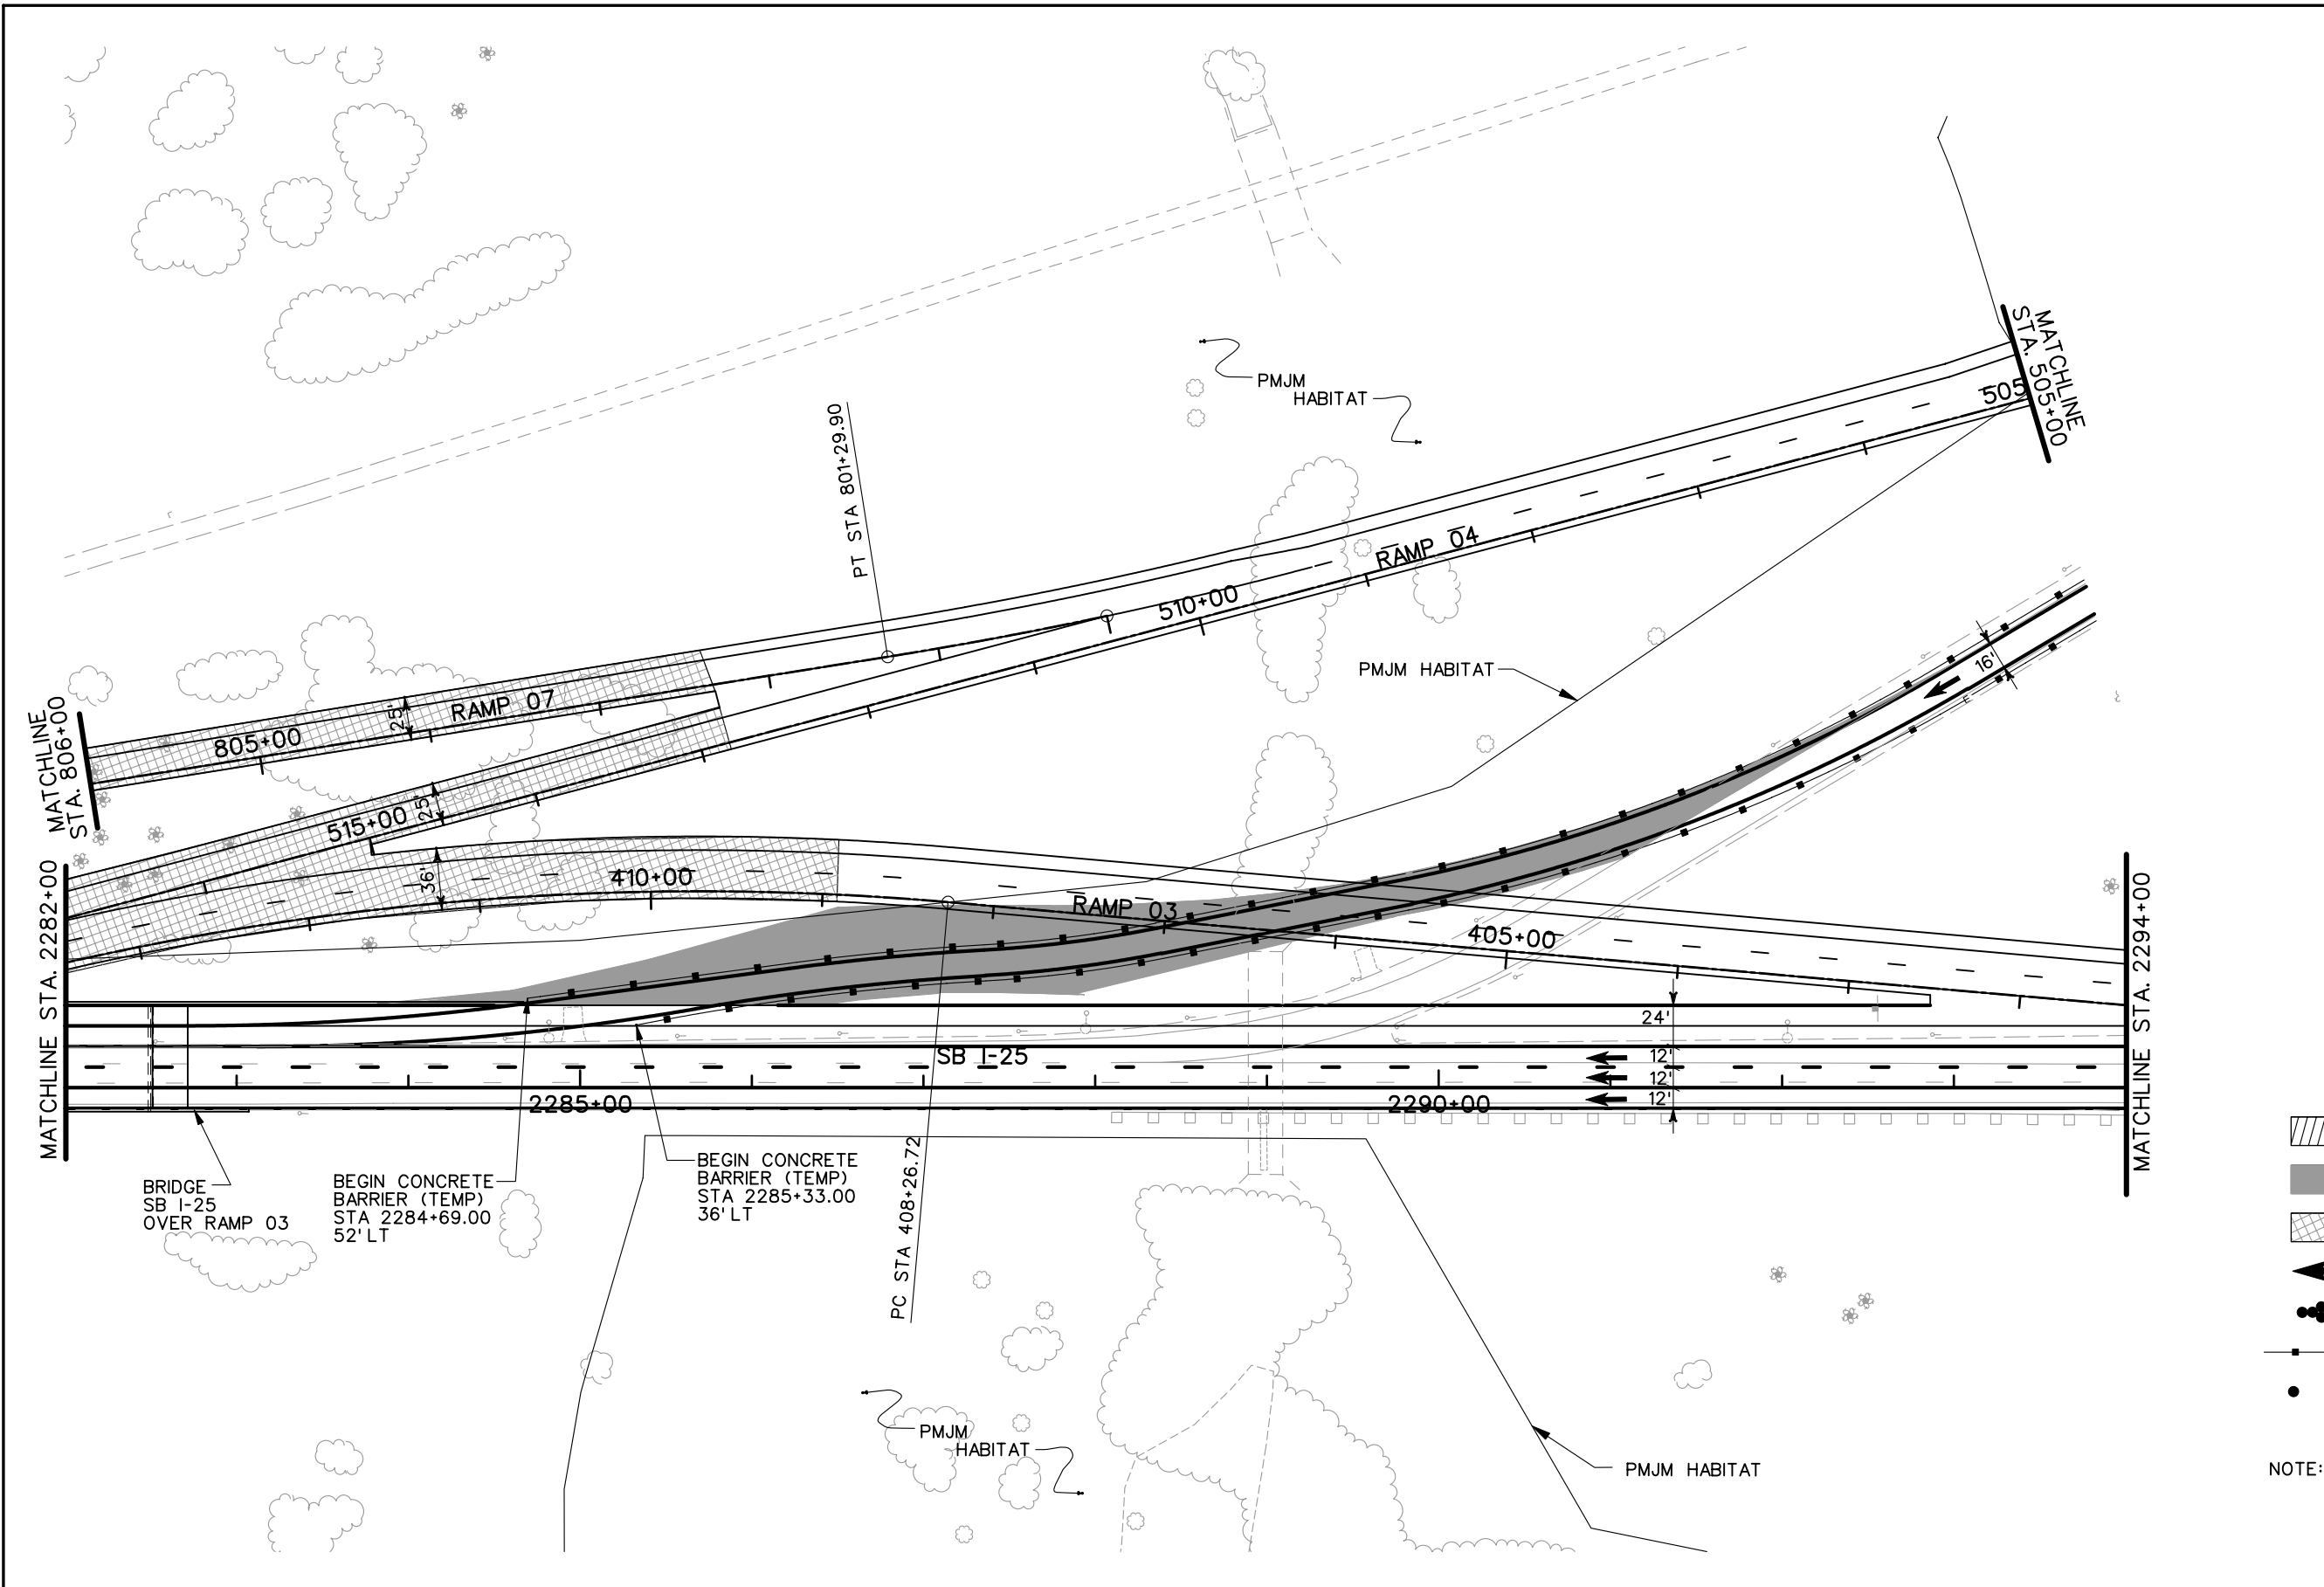 PMJM
HABITAT
MATCHLINE
STA. 505+00
505
PT STA 801+29.90
RAMP 04
510+00
PMJM HABITAT
16'
MATCHLINE
STA. 806+00
805+00
25'
RAMP 07
515+00
25'
36'
410+00
RAMP 03
405+00
MATCHLINE STA. 2282+00
MATCHLINE STA. 2294+00
24'
SB I-25
12'
12'
12'
2285+00
2290+00
BRIDGE
SB I-25
OVER RAMP 03
BEGIN CONCRETE
BARRIER (TEMP)
STA 2284+69.00
52' LT
BEGIN CONCRETE
BARRIER (TEMP)
STA 2285+33.00
36' LT
PC STA 408+26.72
PMJM
HABITAT
PMJM HABITAT
NOTE: